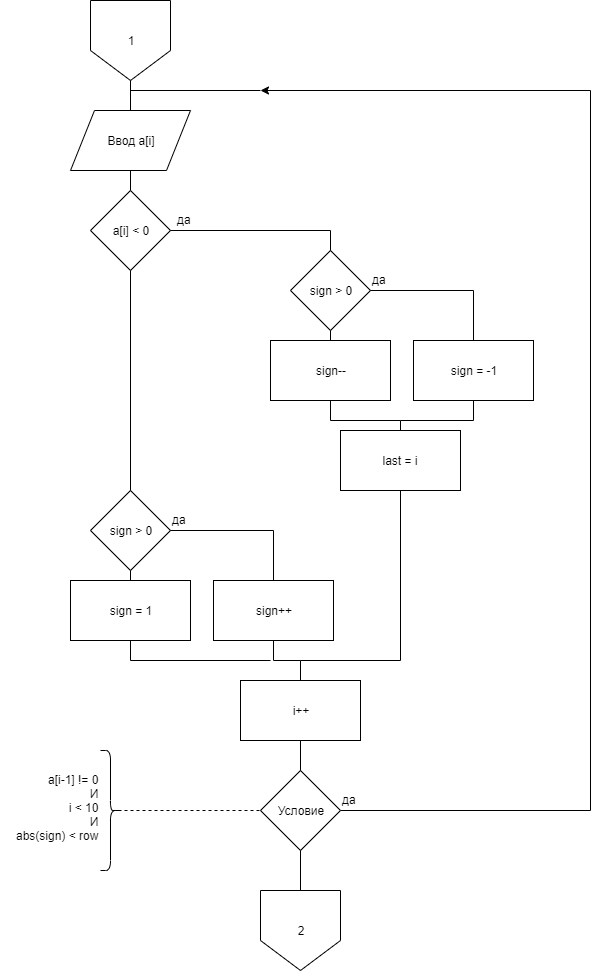 1
Ввод a[i]
a[i] < 0
да
sign > 0
да
sign--
sign = -1
last = i
sign > 0
да
sign = 1
sign++
i++
a[i-1] != 0
И
i < 10
И
abs(sign) < row
Условие
да
2